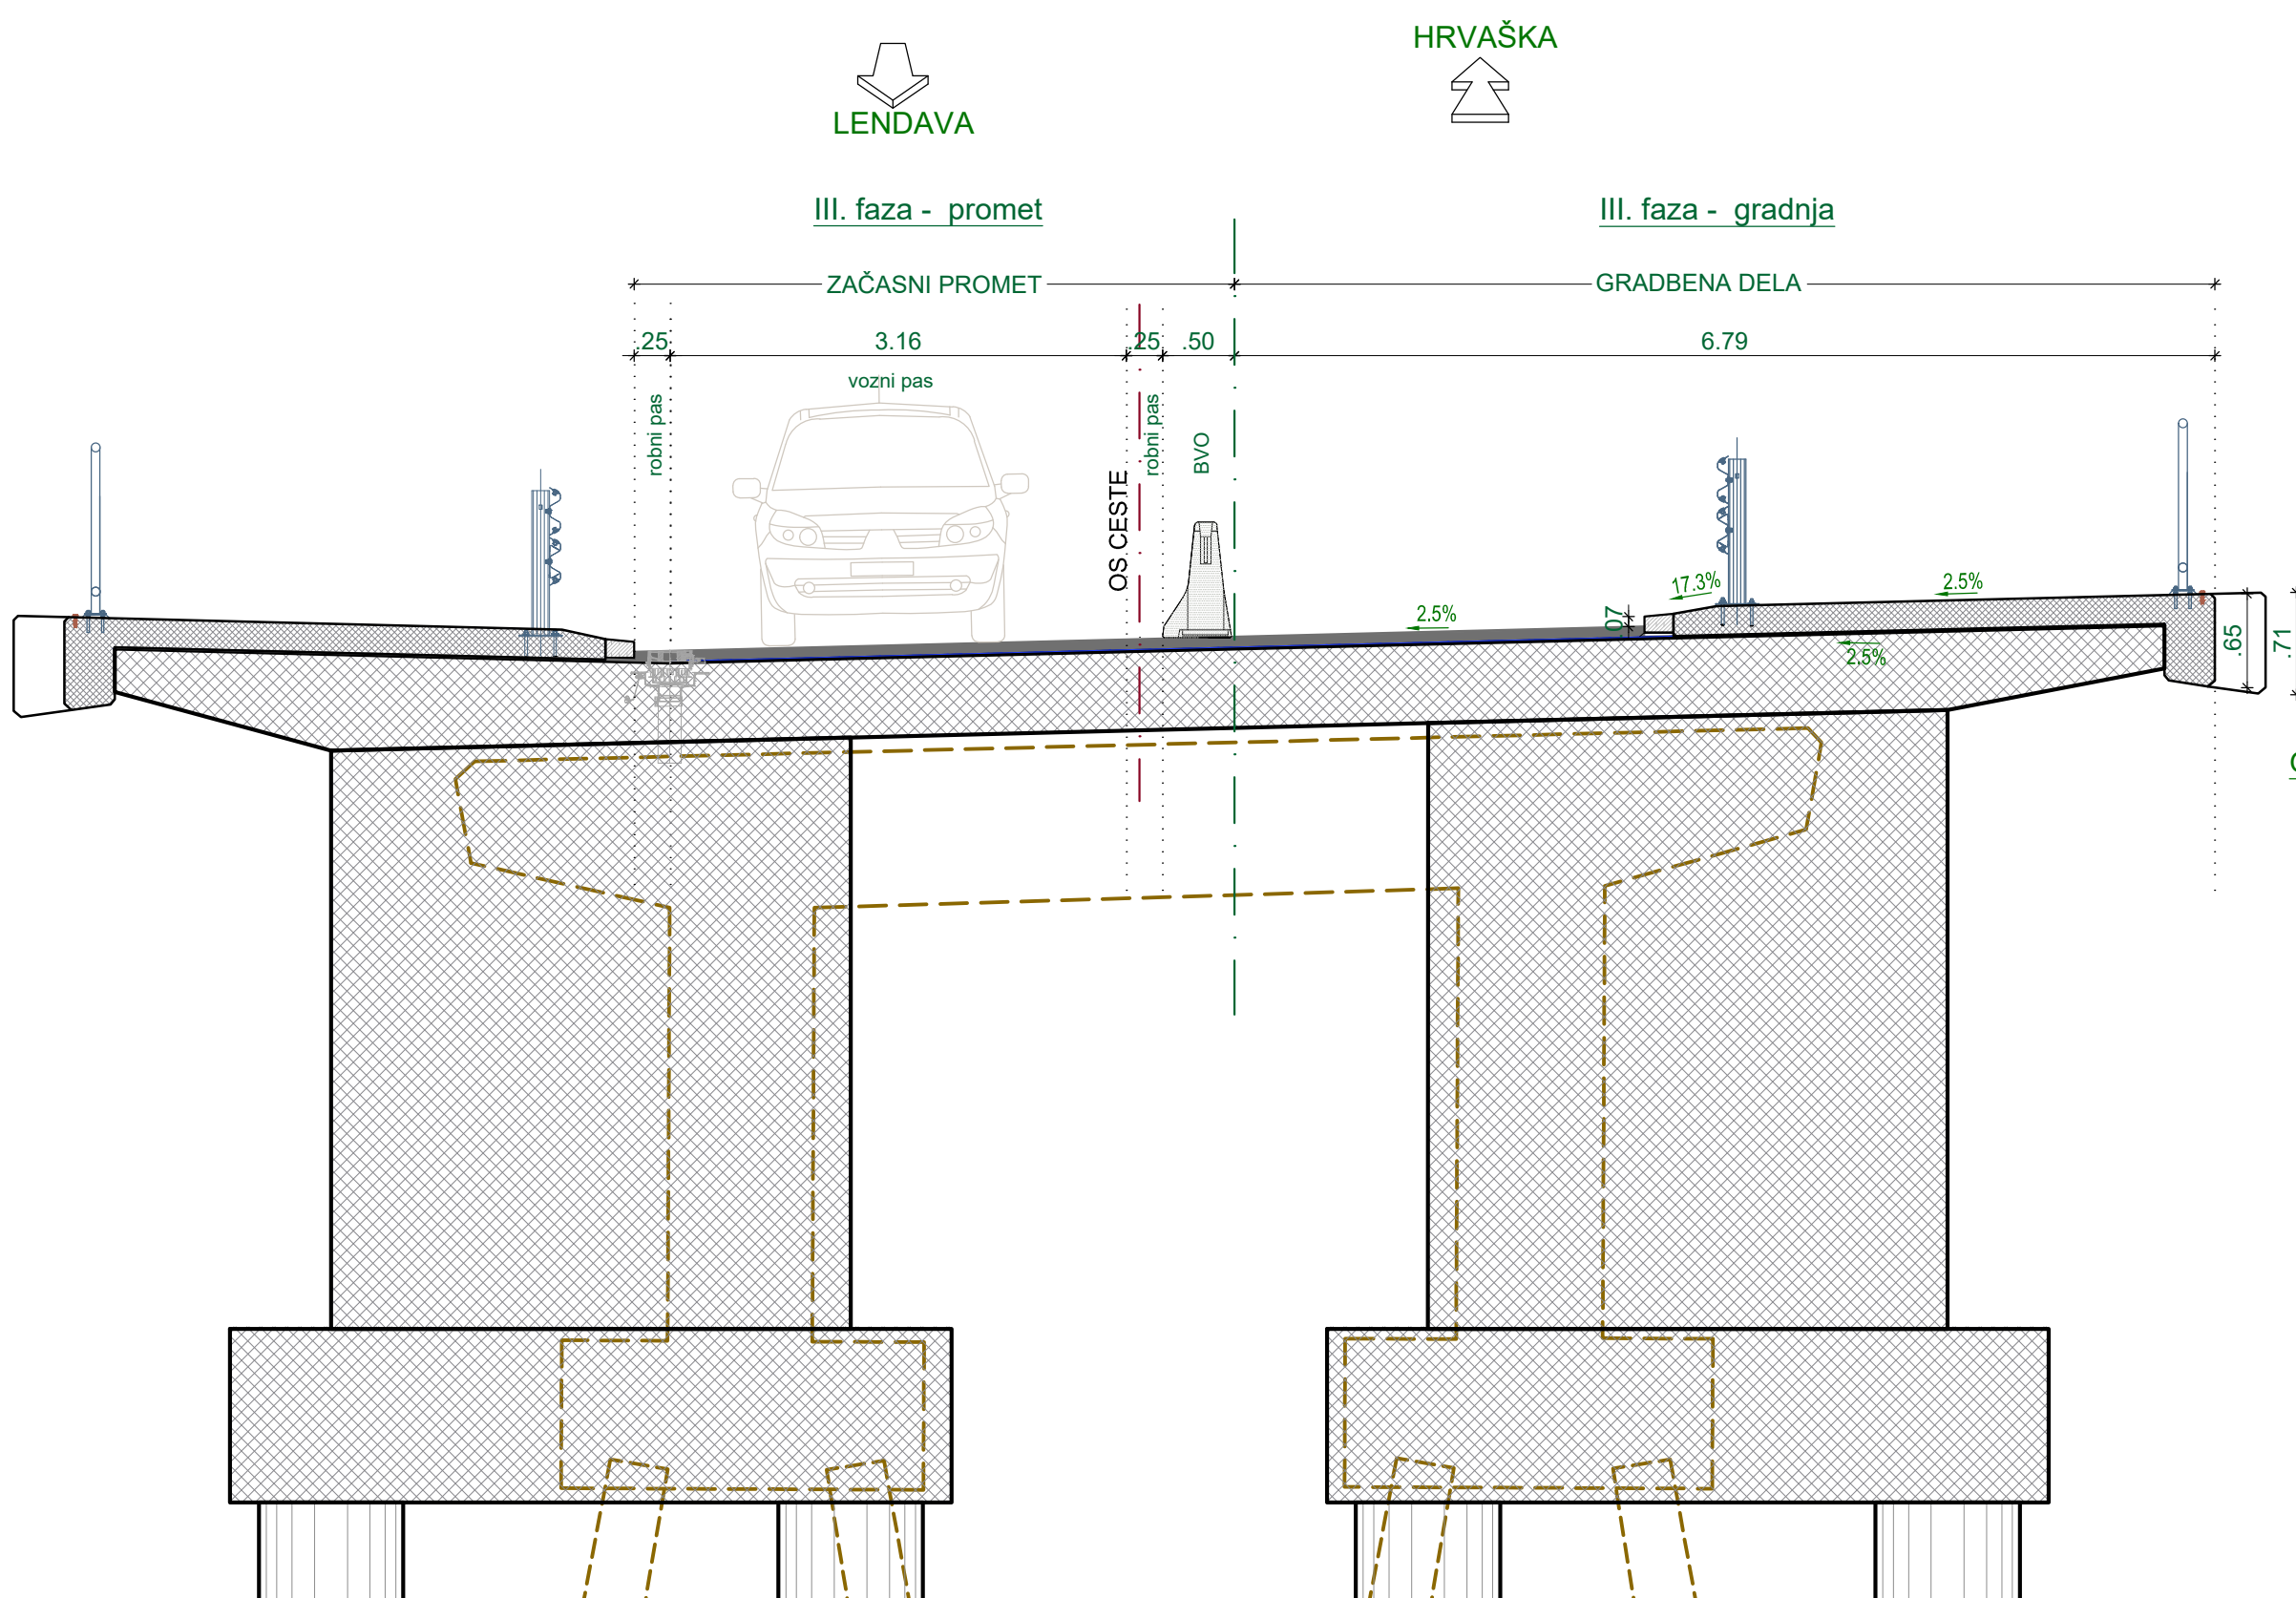 HRVAŠKA
LENDAVA
III. faza - promet
III. faza - gradnja
ZAČASNI PROMET
GRADBENA DELA
.25
3.16
.25
.50
6.79
vozni pas
robni pas
robni pas
BVO
OS CESTE
17.3%
2.5%
2.5%
.07
2.5%
.65
.71